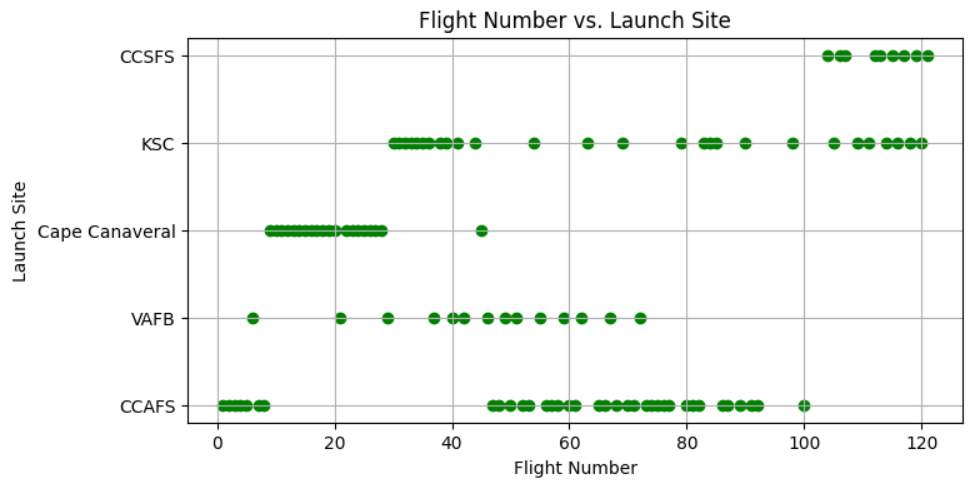 Flight Number vs. Launch Site
CCSFS
KSC
Cape Canaveral
VAFB
CCAFS
Launch Site
0 20 40 60 80 100 120
Flight Number